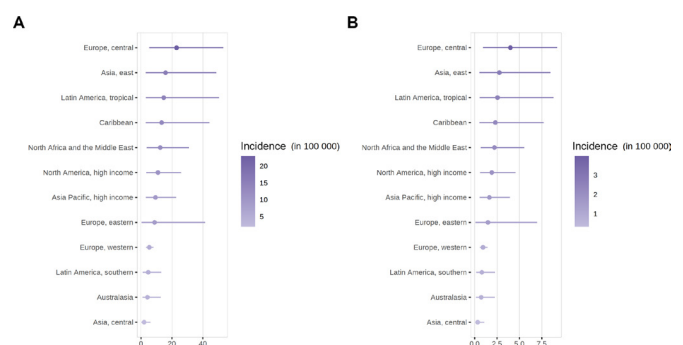 A
Europe, central
Asia, east
Latin America, tropical
Caribbean
North Africa and the Middle East
North America, high income
Asia Pacific, high income
Europe, eastern
Europe, western
Latin America, southern
Australasia
Asia, central
0 20 40
Incidence (in 100 000)
20
15
10
5
B
Europe, central
Asia, east
Latin America, tropical
Caribbean
North Africa and the Middle East
North America, high income
Asia Pacific, high income
Europe, eastern
Europe, western
Latin America, southern
Australasia
Asia, central
0.0 2.5 5.0 7.5
Incidence (in 100 000)
3
2
1